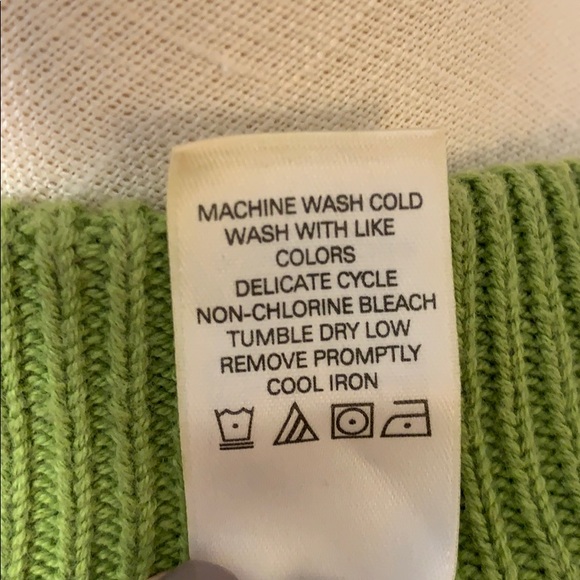 MACHINE WASH COLD
WASH WITH LIKE
COLORS
DELICATE CYCLE
NON-CHLORINE BLEACH
TUMBLE DRY LOW
REMOVE PROMPTLY
COOL IRON